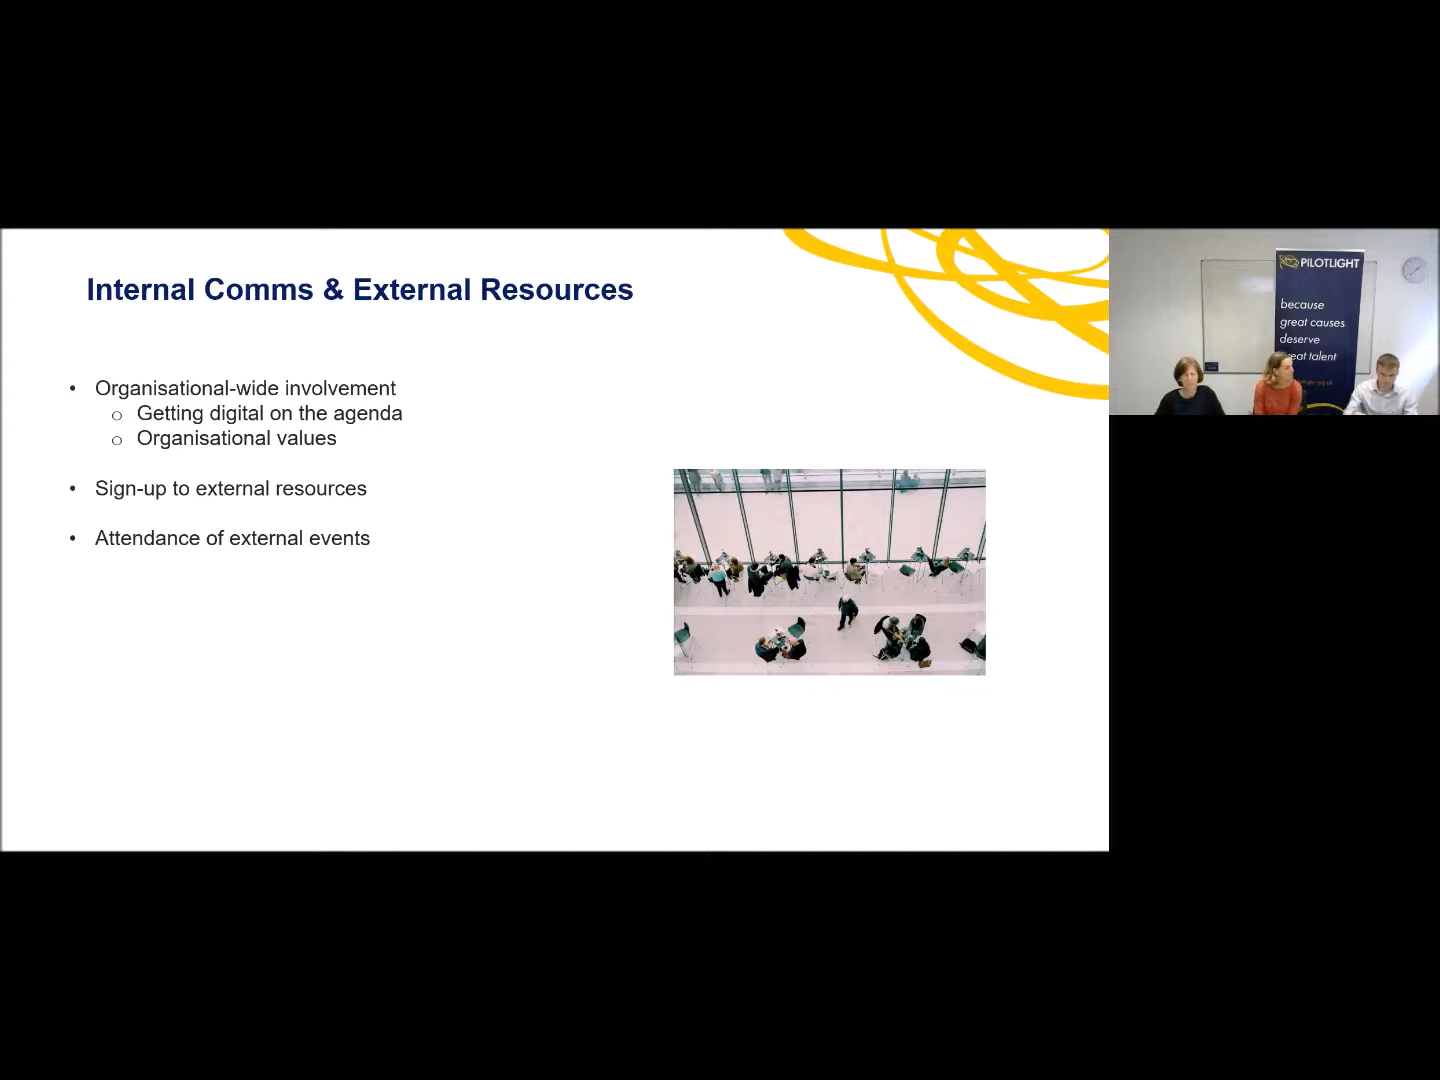 Internal Comms & External Resources
• Organisational-wide involvement
o Getting digital on the agenda
o Organisational values
• Sign-up to external resources
• Attendance of external events
PILOTLIGHT
because
great causes
deserve
great talent